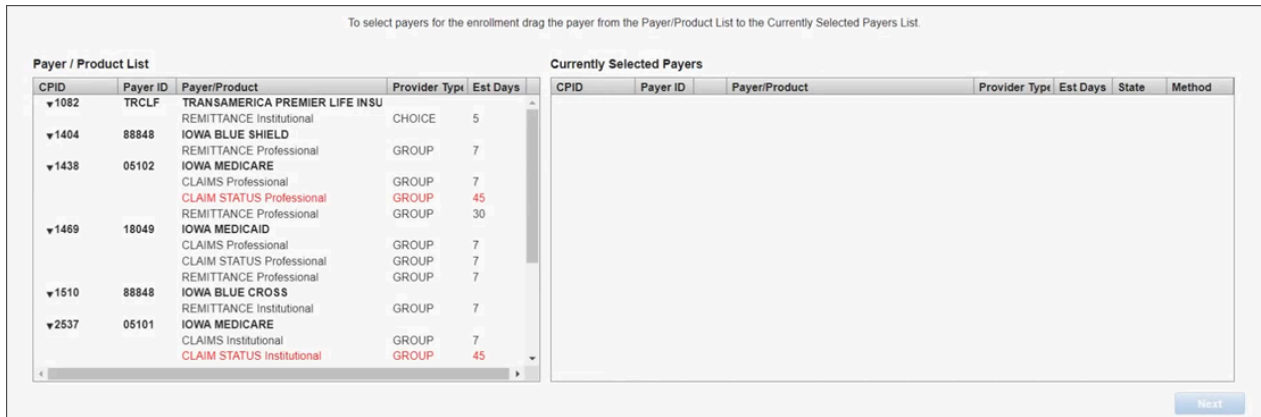 To select payers for the enrollment drag the payer from the Payer/Product List to the Currently Selected Payers List.
Payer / Product List
CPID Payer ID Payer/Product Provider Type Est Days
▾1082 TRCLF TRANSAMERICA PREMIER LIFE INSU
REMITTANCE Institutional CHOICE 5
▾1404 88848 IOWA BLUE SHIELD
REMITTANCE Professional GROUP 7
▾1438 05102 IOWA MEDICARE
CLAIMS Professional GROUP 7
CLAIM STATUS Professional GROUP 45
REMITTANCE Professional GROUP 30
▾1469 18049 IOWA MEDICAID
CLAIMS Professional GROUP 7
CLAIM STATUS Professional GROUP 7
REMITTANCE Professional GROUP 7
▾1510 88848 IOWA BLUE CROSS
REMITTANCE Institutional GROUP 7
▾2537 05101 IOWA MEDICARE
CLAIMS Institutional GROUP 7
CLAIM STATUS Institutional GROUP 45
Currently Selected Payers
CPID Payer ID Payer/Product Provider Type Est Days State Method
Next